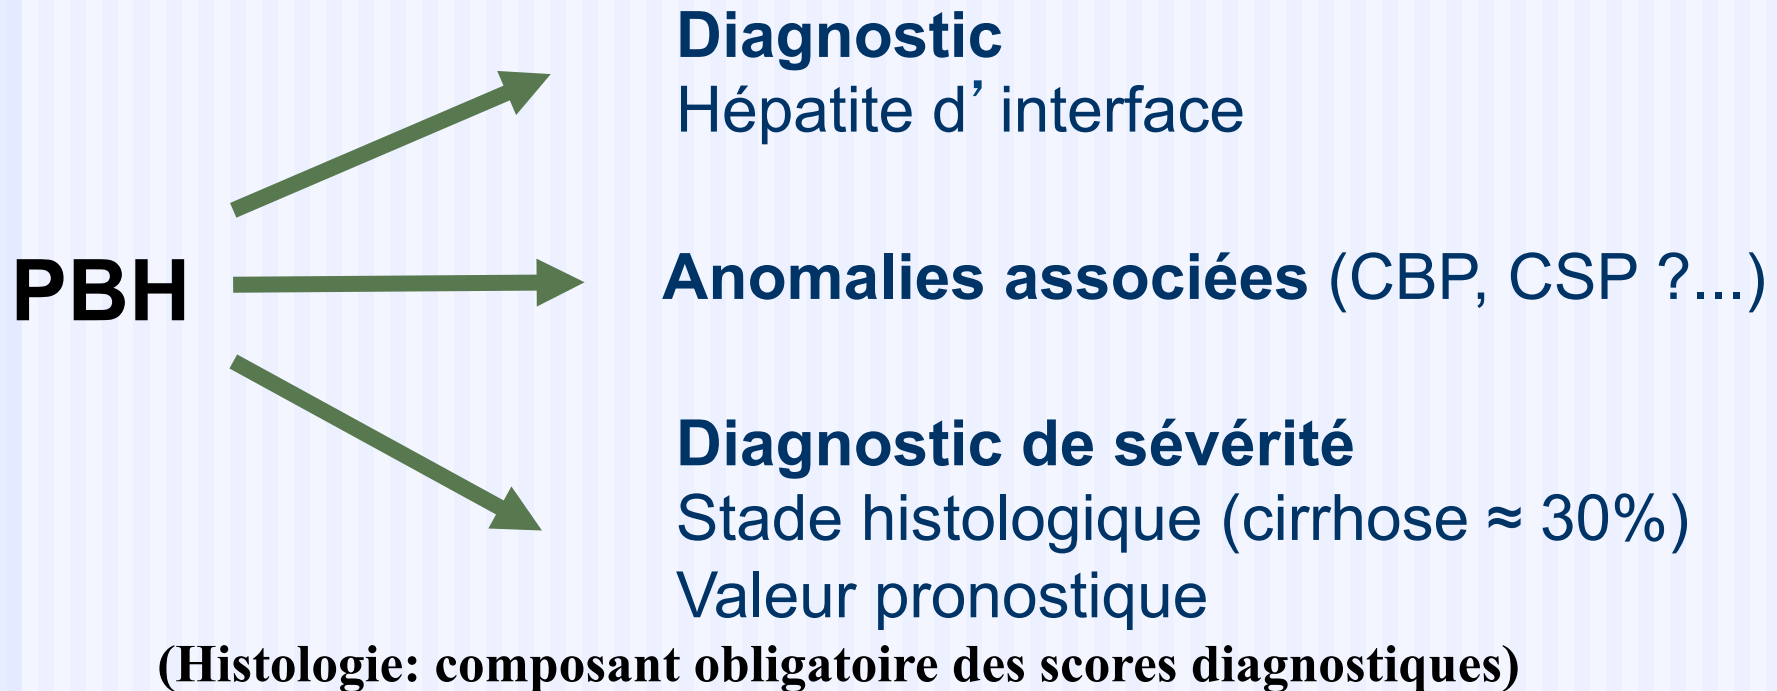 Diagnostic
Hépatite d’ interface
PBH
Anomalies associées (CBP, CSP ?...)
Diagnostic de sévérité
Stade histologique (cirrhose ≈ 30%)
Valeur pronostique
(Histologie: composant obligatoire des scores diagnostiques)